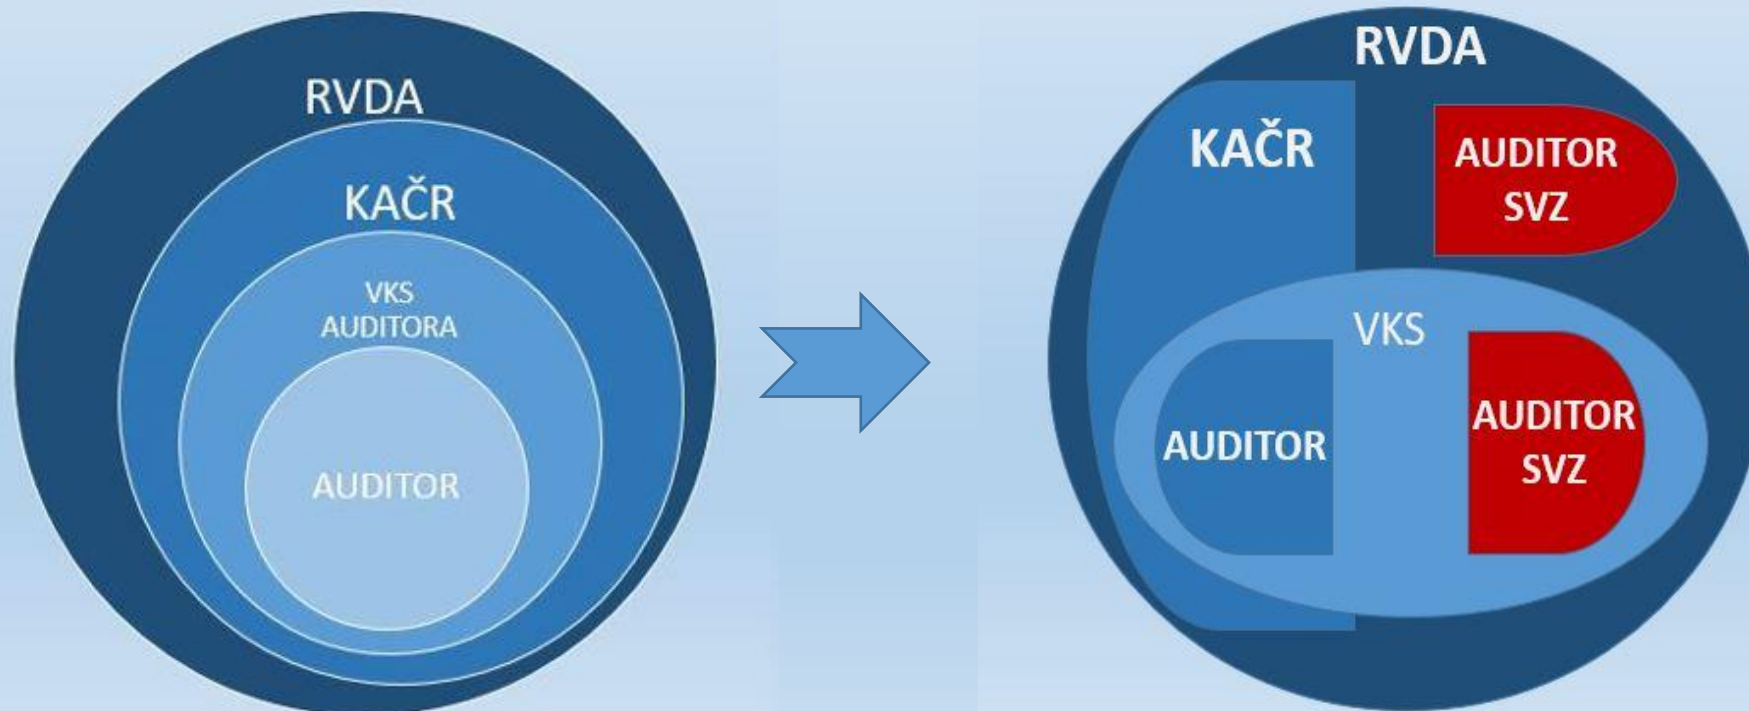 RVDA
KAČR
VKS
AUDITORA
AUDITOR
RVDA
KAČR
AUDITOR
SVZ
VKS
AUDITOR
AUDITOR
SVZ